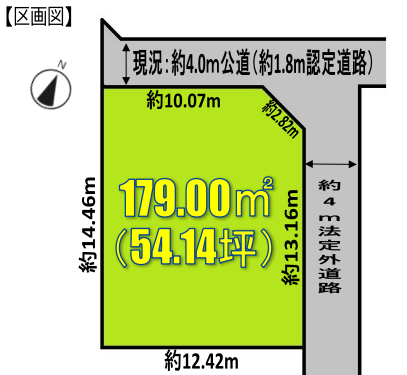 【区画図】
現況：約4.0m公道（約1.8m認定道路）
N
約10.07m
約2.82m
179.00㎡
（54.14坪）
約14.46m
約13.16m
約4m法定外道路
約12.42m